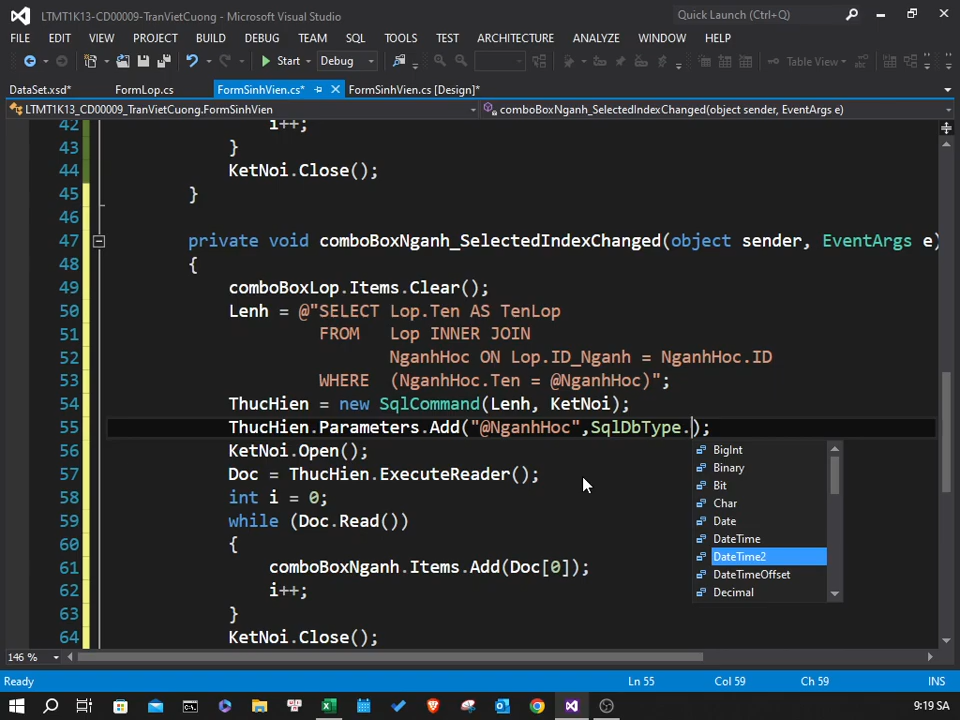 LTMT1K13-CD00009-TranVietCuong - Microsoft Visual Studio
Quick Launch (Ctrl+Q)
FILE EDIT VIEW PROJECT BUILD DEBUG TEAM SQL TOOLS TEST ARCHITECTURE ANALYZE WINDOW HELP
Start Debug Table View
DataSet.xsd* FormLop.cs FormSinhVien.cs* FormSinhVien.cs [Design]*
LTMT1K13_CD00009_TranVietCuong.FormSinhVien comboBoxNganh_SelectedIndexChanged(object sender, EventArgs e)
42 i++;
43 }
44 KetNoi.Close();
45 }
46
47 private void comboBoxNganh_SelectedIndexChanged(object sender, EventArgs e)
48 {
49 comboBoxLop.Items.Clear();
50 Lenh = @"SELECT Lop.Ten AS TenLop
51 FROM Lop INNER JOIN
52 NganhHoc ON Lop.ID_Nganh = NganhHoc.ID
53 WHERE (NganhHoc.Ten = @NganhHoc)";
54 ThucHien = new SqlCommand(Lenh, KetNoi);
55 ThucHien.Parameters.Add("@NganhHoc",SqlDbType.);
56 KetNoi.Open();
57 Doc = ThucHien.ExecuteReader();
58 int i = 0;
59 while (Doc.Read())
60 {
61 comboBoxNganh.Items.Add(Doc[0]);
62 i++;
63 }
64 KetNoi.Close();
BigInt
Binary
Bit
Char
Date
DateTime
DateTime2
DateTimeOffset
Decimal
146 %
Ready Ln 55 Col 59 Ch 59 INS
9:19 SA